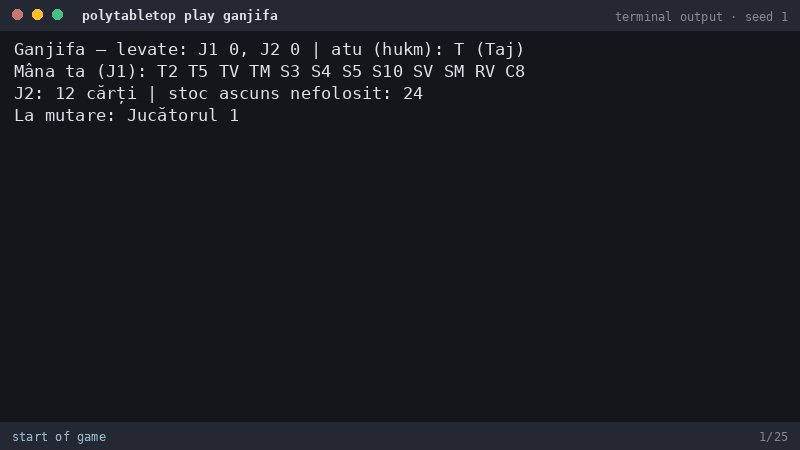 polytabletop play ganjifa
terminal output · seed 1
Ganjifa — levate: J1 0, J2 0 | atu (hukm): T (Taj)
Mâna ta (J1): T2 T5 TV TM S3 S4 S5 S10 SV SM RV C8
J2: 12 cărți | stoc ascuns nefolosit: 24
La mutare: Jucătorul 1
start of game
1/25